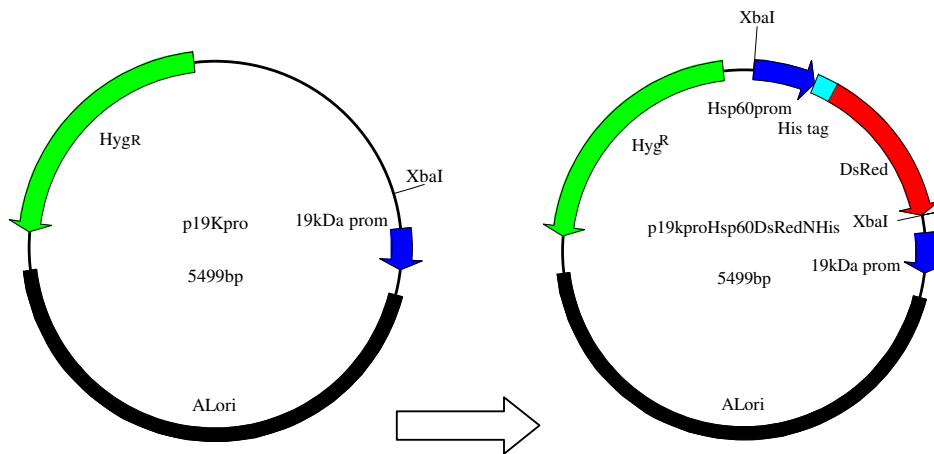 HygR
XbaI
p19Kpro
19kDa prom
5499bp
ALori
XbaI
Hsp60prom
His tag
HygR
DsRed
XbaI
p19kproHsp60DsRedNHis
19kDa prom
5499bp
ALori